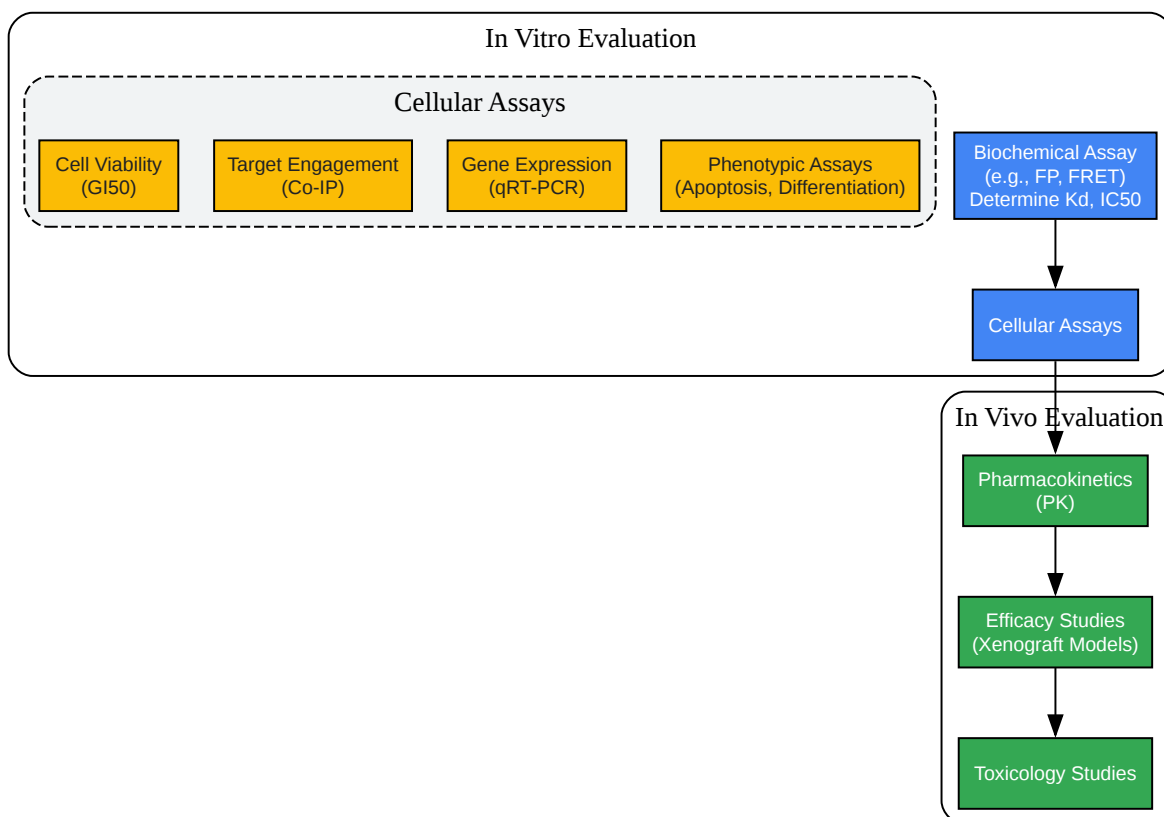 In Vitro Evaluation
Cellular Assays
Cell Viability
(GI50)
Target Engagement
(Co-IP)
Gene Expression
(qRT-PCR)
Phenotypic Assays
(Apoptosis, Differentiation)
Biochemical Assay
(e.g., FP, FRET)
Determine Kd, IC50
Cellular Assays
In Vivo Evaluation
Pharmacokinetics
(PK)
Efficacy Studies
(Xenograft Models)
Toxicology Studies